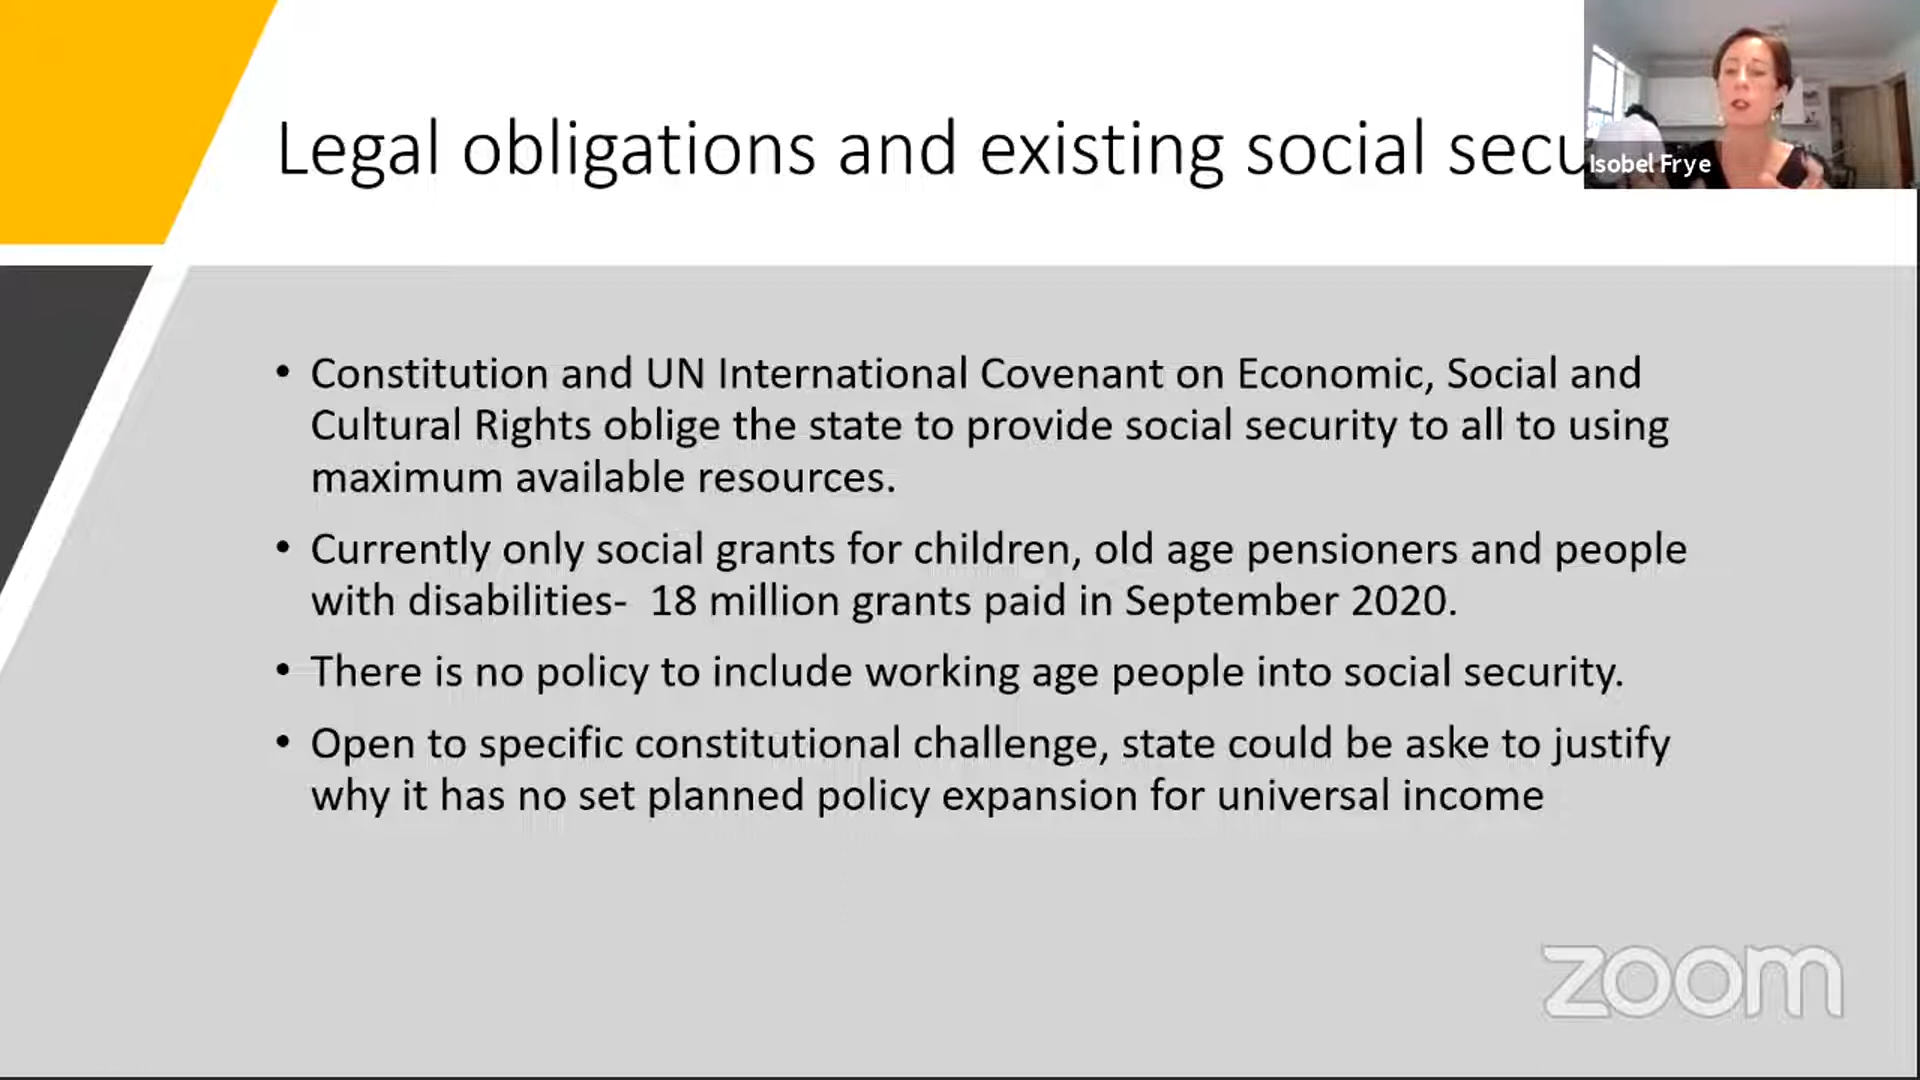 Legal obligations and existing social secu
Isobel Frye
• Constitution and UN International Covenant on Economic, Social and
Cultural Rights oblige the state to provide social security to all to using
maximum available resources.
• Currently only social grants for children, old age pensioners and people
with disabilities-  18 million grants paid in September 2020.
• There is no policy to include working age people into social security.
• Open to specific constitutional challenge, state could be aske to justify
why it has no set planned policy expansion for universal income
zoom